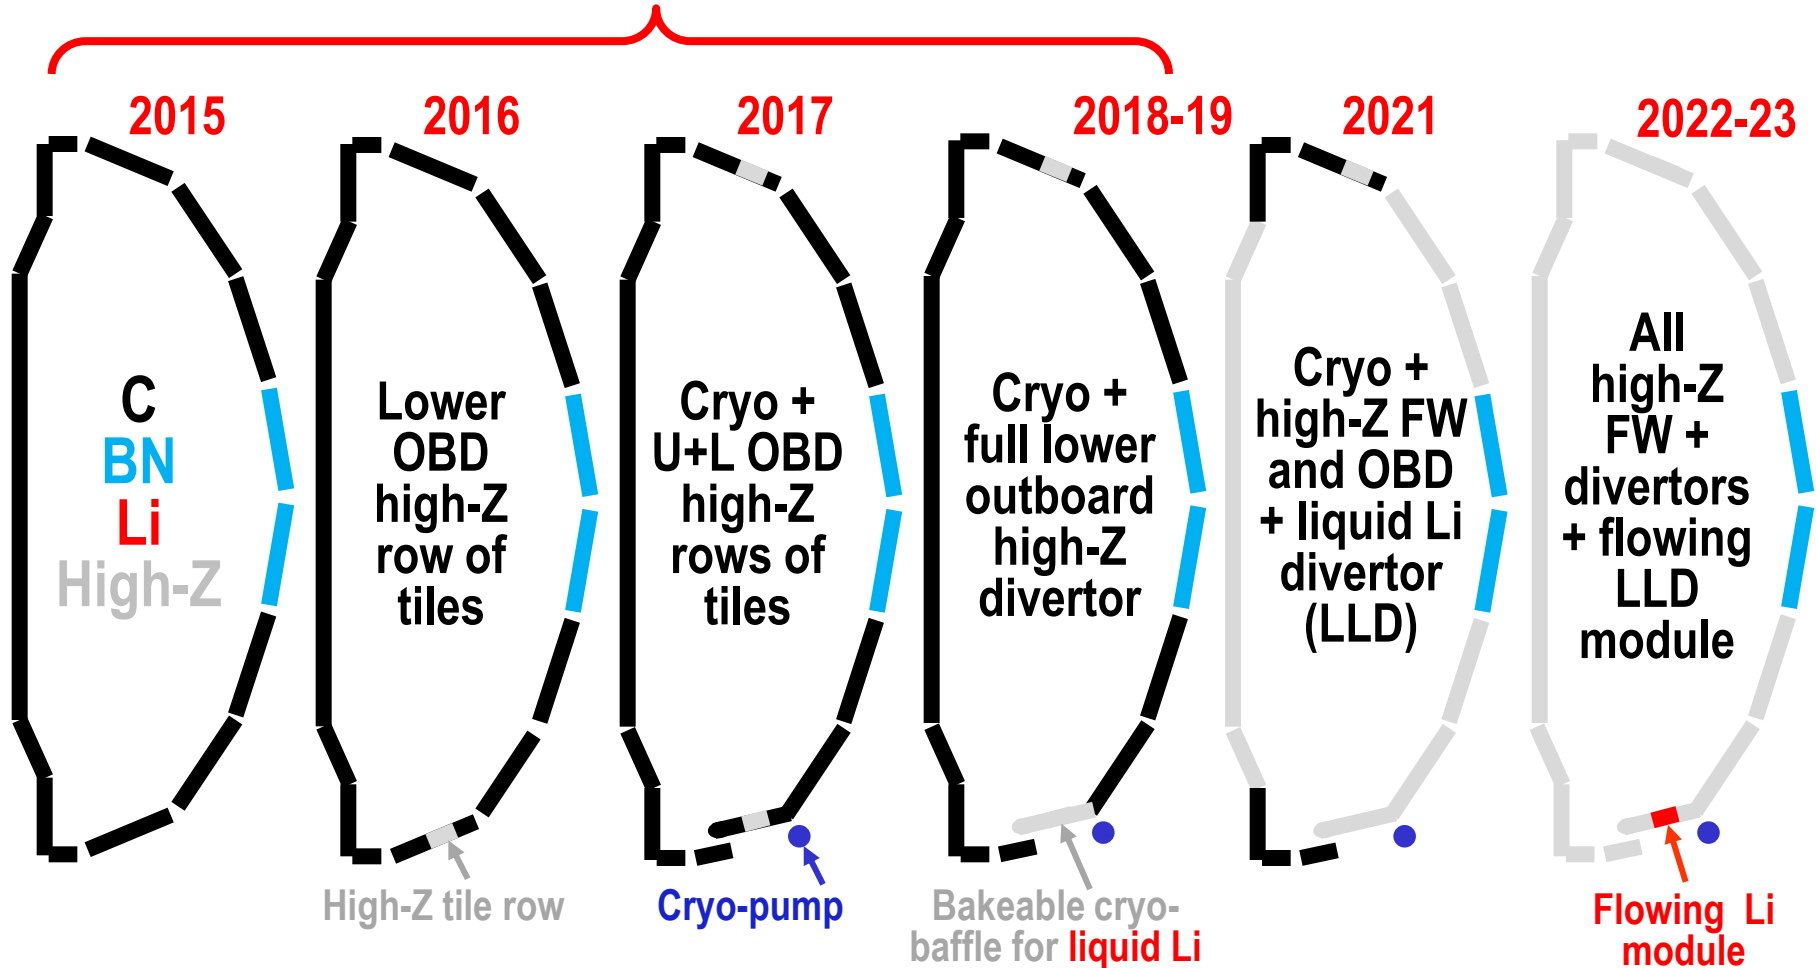 2015
2016
2017
2018-19
2021
2022-23
C
BN
Li
High-Z
Lower
OBD
high-Z
row of
tiles
Cryo +
U+L OBD
high-Z
rows of
tiles
Cryo +
full lower
outboard
high-Z
divertor
Cryo +
high-Z FW
and OBD
+ liquid Li
divertor
(LLD)
All
high-Z
FW +
divertors
+ flowing
LLD
module
High-Z tile row
Cryo-pump
Bakeable cryo-
baffle for liquid Li
Flowing Li
module